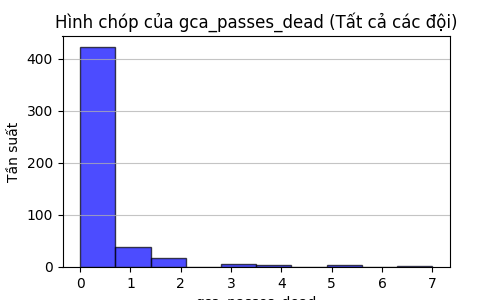 Hình chóp của gca_passes_dead (Tất cả các đội)
Tần suất
400
300
200
100
0
0 1 2 3 4 5 6 7
gca_passes_dead